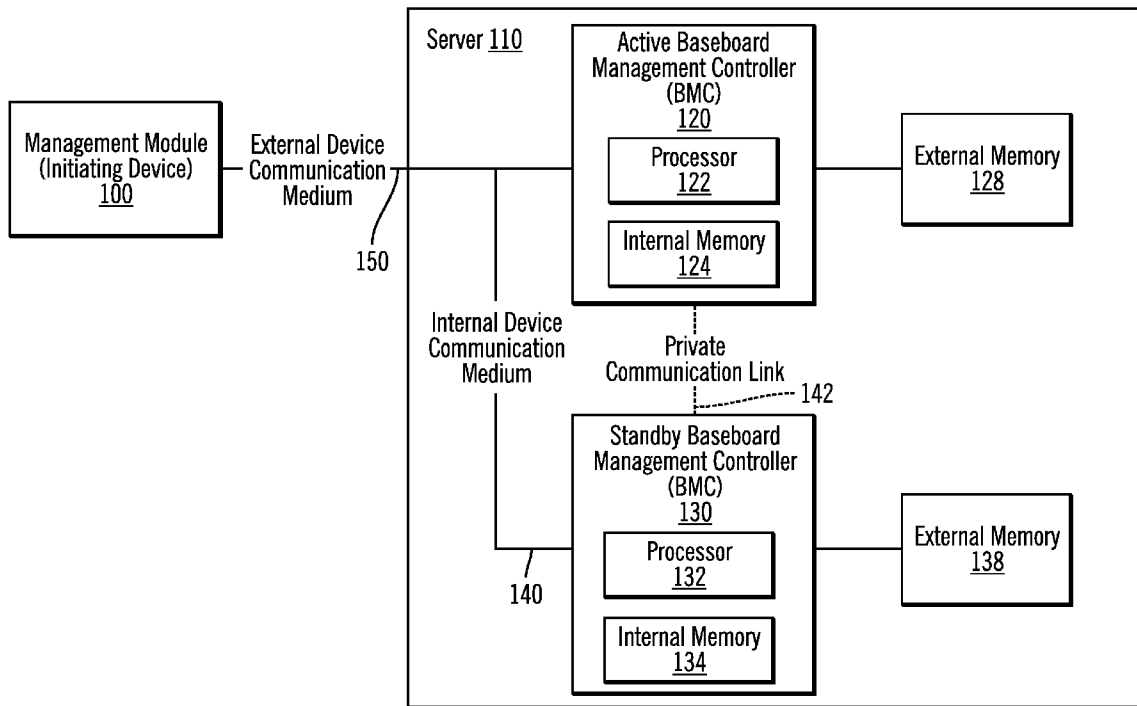 Server 110
Active Baseboard
Management Controller
(BMC)
120
Processor
122
Internal Memory
124
Management Module
(Initiating Device)
100
External Device
Communication
Medium
150
External Memory
128
Internal Device
Communication
Medium
140
Private
Communication Link
142
Standby Baseboard
Management Controller
(BMC)
130
Processor
132
Internal Memory
134
External Memory
138